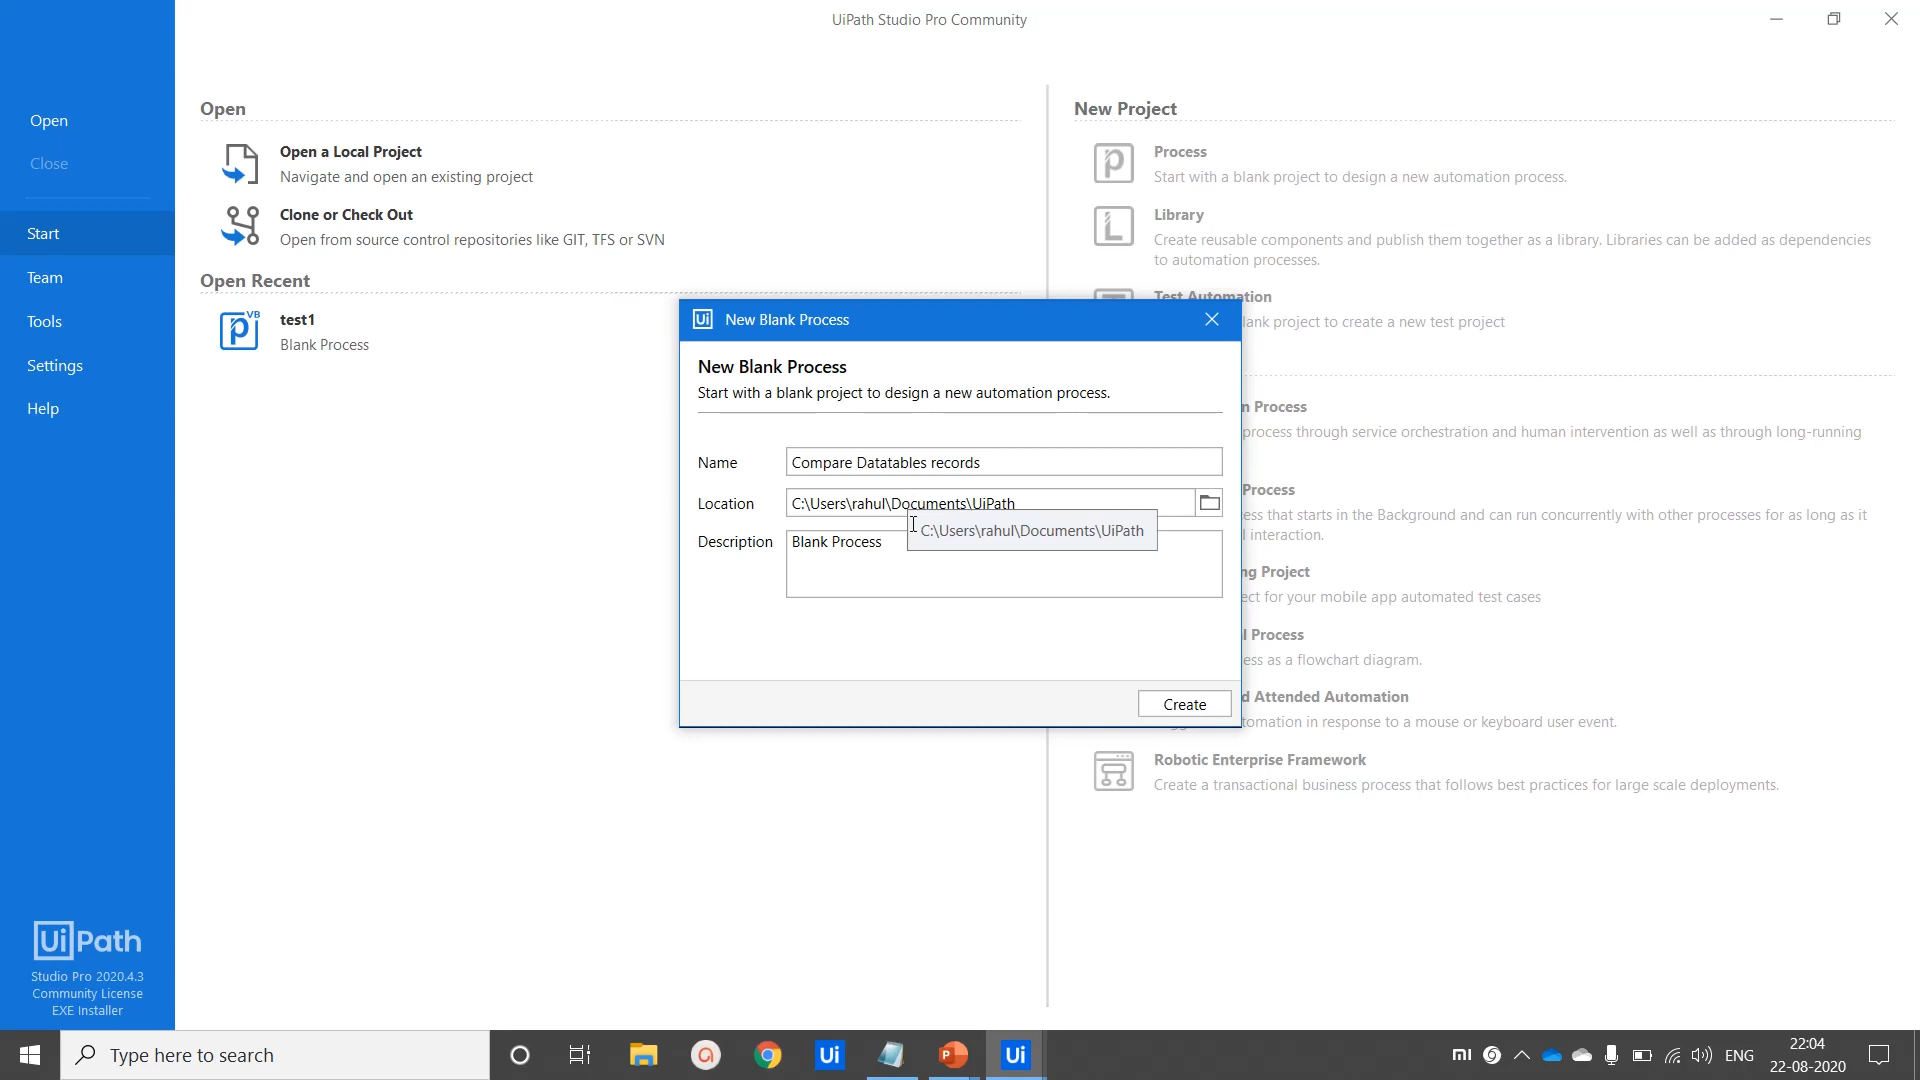 UiPath Studio Pro Community
Open
Close
Start
Team
Tools
Settings
Help
UiPath
Studio Pro 2020.4.3
Community License
EXE Installer
Open
Open a Local Project
Navigate and open an existing project
Clone or Check Out
Open from source control repositories like GIT, TFS or SVN
Open Recent
VB
test1
Blank Process
New Project
Process
Start with a blank project to design a new automation process.
Library
Create reusable components and publish them together as a library. Libraries can be added as dependencies
to automation processes.
Test Automation
lank project to create a new test project
n Process
process through service orchestration and human intervention as well as through long-running
Process
ess that starts in the Background and can run concurrently with other processes for as long as it
l interaction.
ng Project
ect for your mobile app automated test cases
l Process
ess as a flowchart diagram.
d Attended Automation
tomation in response to a mouse or keyboard user event.
Robotic Enterprise Framework
Create a transactional business process that follows best practices for large scale deployments.
Ui New Blank Process
New Blank Process
Start with a blank project to design a new automation process.
Name Compare Datatables records
Location C:\Users\rahul\Documents\UiPath
C:\Users\rahul\Documents\UiPath
Description Blank Process
Create
Type here to search
Ui
Ui
mi
ENG
22:04
22-08-2020